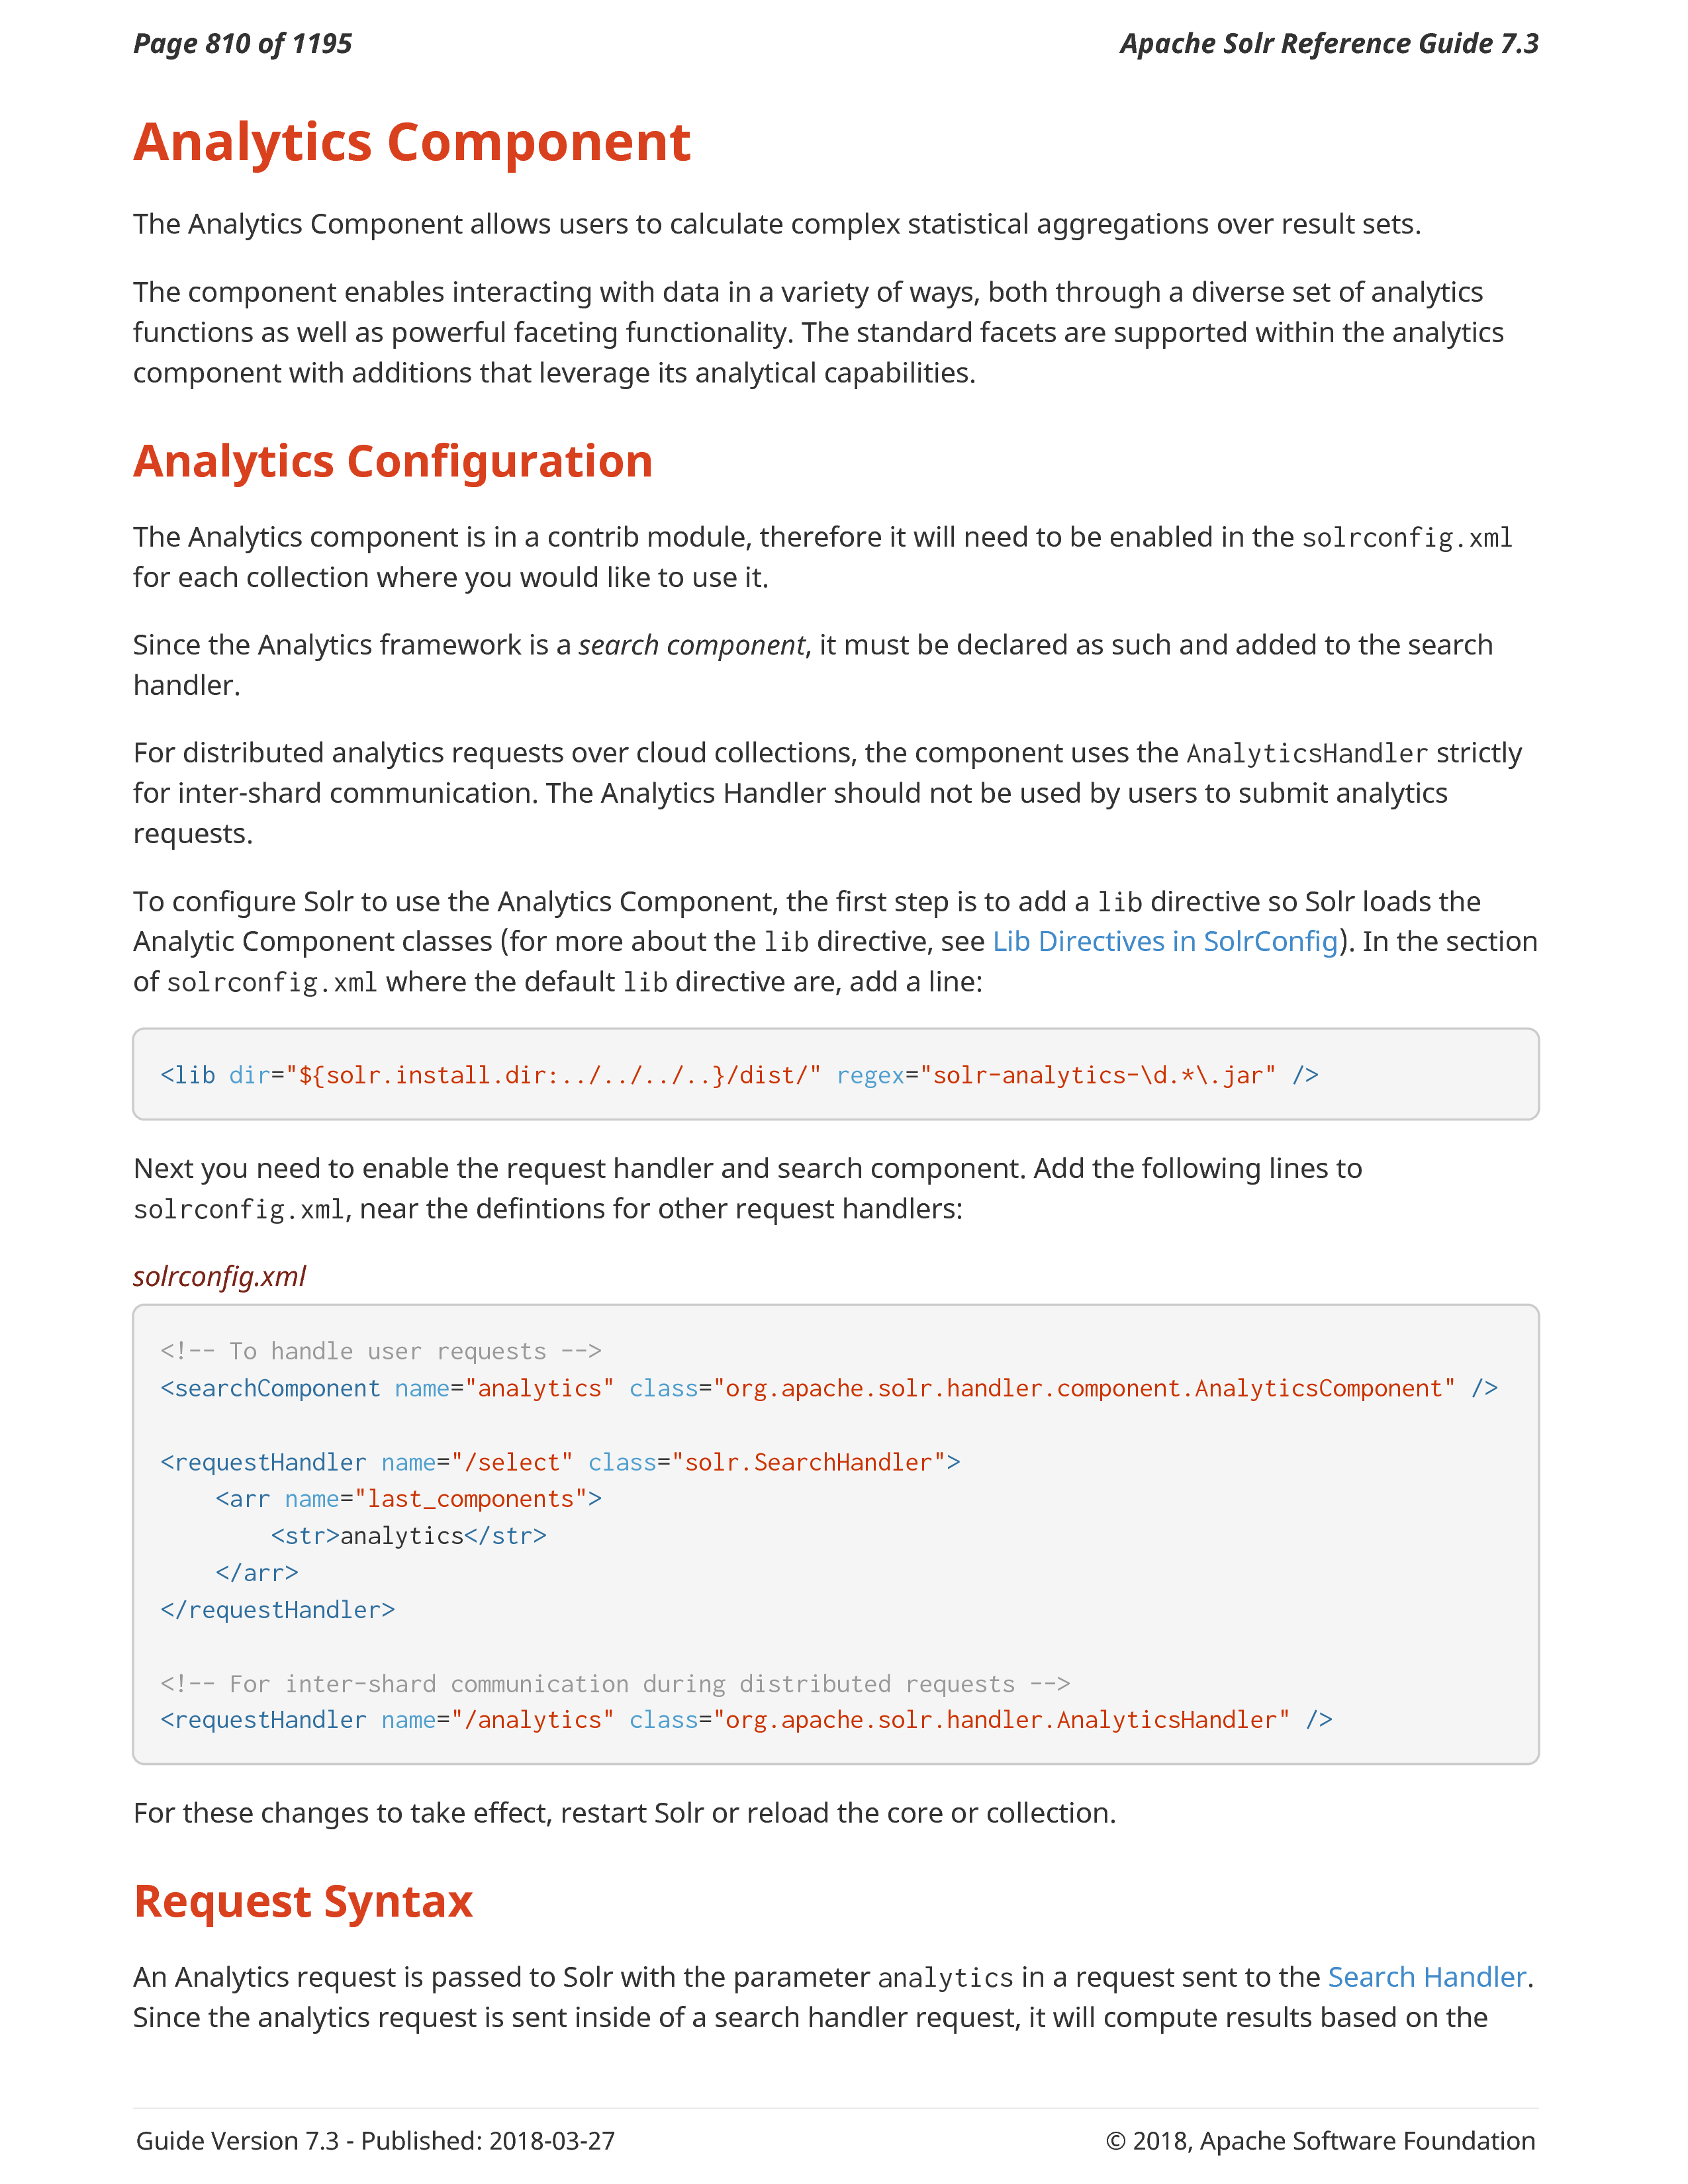 Page 810 of 1195
Apache Solr Reference Guide 7.3
Analytics Component
The Analytics Component allows users to calculate complex statistical aggregations over result sets.
The component enables interacting with data in a variety of ways, both through a diverse set of analytics
functions as well as powerful faceting functionality. The standard facets are supported within the analytics
component with additions that leverage its analytical capabilities.
Analytics Configuration
The Analytics component is in a contrib module, therefore it will need to be enabled in the solrconfig.xml
for each collection where you would like to use it.
Since the Analytics framework is a search component, it must be declared as such and added to the search
handler.
For distributed analytics requests over cloud collections, the component uses the AnalyticsHandler strictly
for inter-shard communication. The Analytics Handler should not be used by users to submit analytics
requests.
To configure Solr to use the Analytics Component, the first step is to add a lib directive so Solr loads the
Analytic Component classes (for more about the lib directive, see Lib Directives in SolrConfig). In the section
of solrconfig.xml where the default lib directive are, add a line:
<lib dir="${solr.install.dir:../../../..}/dist/" regex="solr-analytics-\d.*\.jar" />
Next you need to enable the request handler and search component. Add the following lines to
solrconfig.xml, near the defintions for other request handlers:
solrconfig.xml
<!-- To handle user requests -->
<searchComponent name="analytics" class="org.apache.solr.handler.component.AnalyticsComponent" />
<requestHandler name="/select" class="solr.SearchHandler">
    <arr name="last_components">
        <str>analytics</str>
    </arr>
</requestHandler>
<!-- For inter-shard communication during distributed requests -->
<requestHandler name="/analytics" class="org.apache.solr.handler.AnalyticsHandler" />
For these changes to take effect, restart Solr or reload the core or collection.
Request Syntax
An Analytics request is passed to Solr with the parameter analytics in a request sent to the Search Handler.
Since the analytics request is sent inside of a search handler request, it will compute results based on the
Guide Version 7.3 - Published: 2018-03-27
© 2018, Apache Software Foundation